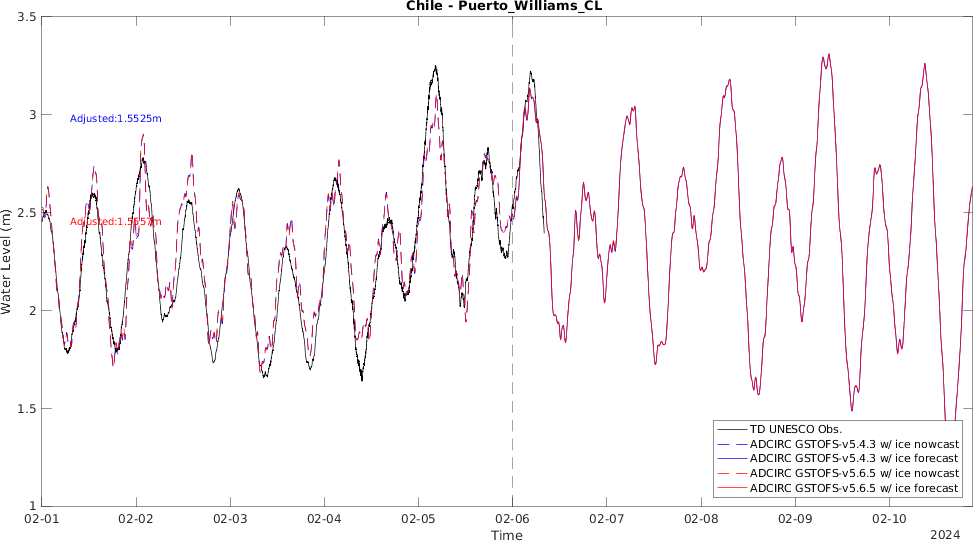 Chile - Puerto_Williams_CL
3.5
3
2.5
2
1.5
1
Water Level (m)
Adjusted:1.5525m
Adjusted:1.5557m
TD UNESCO Obs.
ADCIRC GSTOFS-v5.4.3 w/ ice nowcast
ADCIRC GSTOFS-v5.4.3 w/ ice forecast
ADCIRC GSTOFS-v5.6.5 w/ ice nowcast
ADCIRC GSTOFS-v5.6.5 w/ ice forecast
02-01 02-02 02-03 02-04 02-05 02-06 02-07 02-08 02-09 02-10
Time
2024